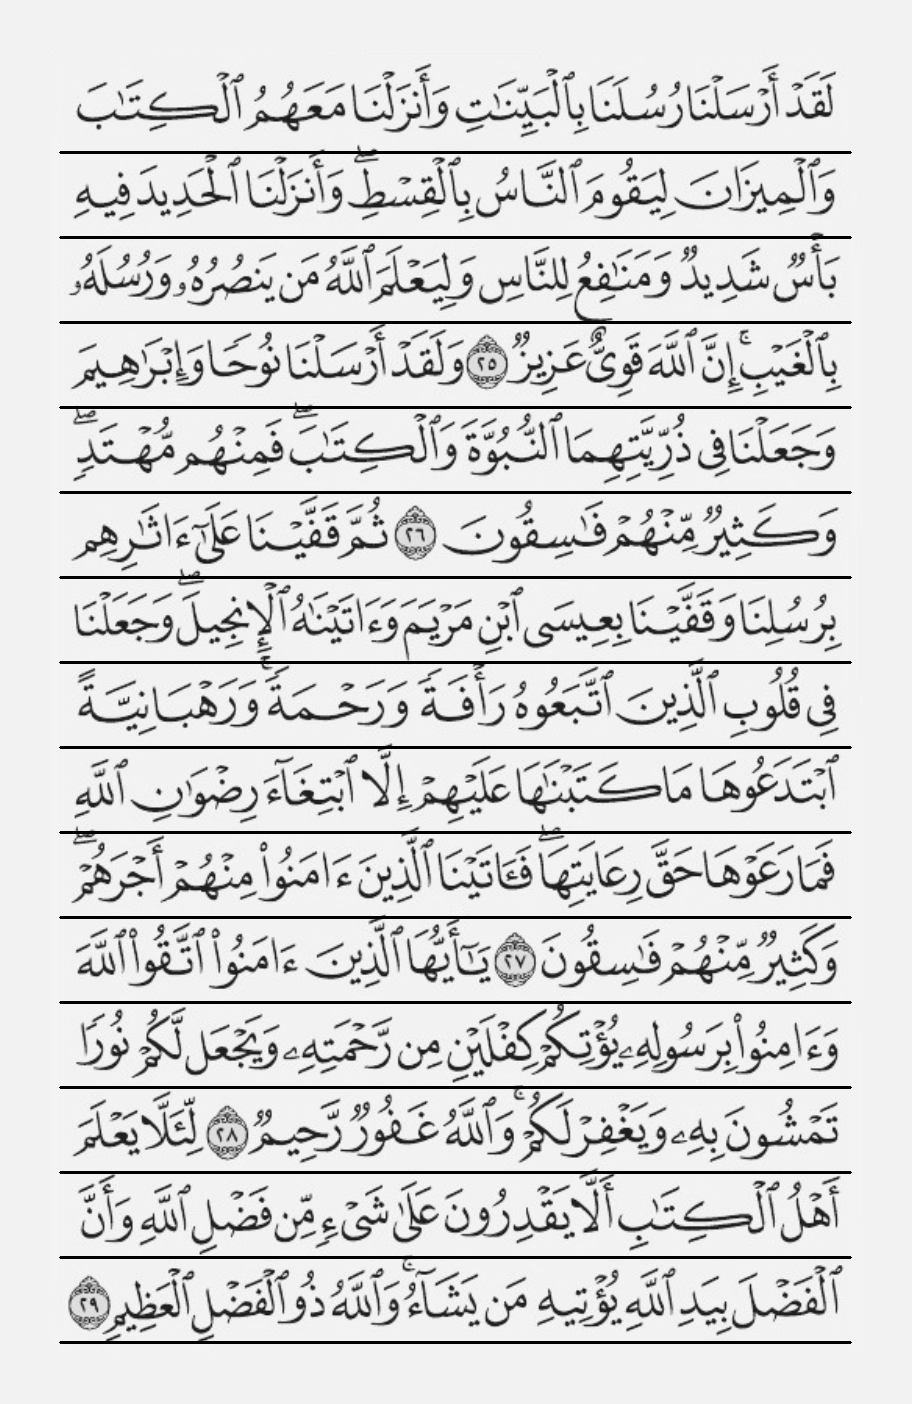 لَقَدْ أَرْسَلْنَا رُسُلَنَا بِٱلْبَيِّنَـٰتِ وَأَنزَلْنَا مَعَهُمُ ٱلْكِتَـٰبَ
وَٱلْمِيزَانَ لِيَقُومَ ٱلنَّاسُ بِٱلْقِسْطِ ۖ وَأَنزَلْنَا ٱلْحَدِيدَ فِيهِ
بَأْسٌ شَدِيدٌ وَمَنَـٰفِعُ لِلنَّاسِ وَلِيَعْلَمَ ٱللَّهُ مَن يَنصُرُهُۥ وَرُسُلَهُۥ
بِٱلْغَيْبِ ۚ إِنَّ ٱللَّهَ قَوِىٌّ عَزِيزٌ ٢٥ وَلَقَدْ أَرْسَلْنَا نُوحًا وَإِبْرَٰهِيمَ
وَجَعَلْنَا فِى ذُرِّيَّتِهِمَا ٱلنُّبُوَّةَ وَٱلْكِتَـٰبَ ۖ فَمِنْهُم مُّهْتَدٍ ۖ
وَكَثِيرٌ مِّنْهُمْ فَـٰسِقُونَ ٢٦ ثُمَّ قَفَّيْنَا عَلَىٰٓ ءَاثَـٰرِهِم
بِرُسُلِنَا وَقَفَّيْنَا بِعِيسَى ٱبْنِ مَرْيَمَ وَءَاتَيْنَـٰهُ ٱلْإِنجِيلَ ۖ وَجَعَلْنَا
فِى قُلُوبِ ٱلَّذِينَ ٱتَّبَعُوهُ رَأْفَةً وَرَحْمَةً ۚ وَرَهْبَانِيَّةً
ٱبْتَدَعُوهَا مَا كَتَبْنَـٰهَا عَلَيْهِمْ إِلَّا ٱبْتِغَآءَ رِضْوَٰنِ ٱللَّهِ
فَمَا رَعَوْهَا حَقَّ رِعَايَتِهَا ۖ فَـَٔاتَيْنَا ٱلَّذِينَ ءَامَنُوا۟ مِنْهُمْ أَجْرَهُمْ ۖ
وَكَثِيرٌ مِّنْهُمْ فَـٰسِقُونَ ٢٧ يَـٰٓأَيُّهَا ٱلَّذِينَ ءَامَنُوا۟ ٱتَّقُوا۟ ٱللَّهَ
وَءَامِنُوا۟ بِرَسُولِهِۦ يُؤْتِكُمْ كِفْلَيْنِ مِن رَّحْمَتِهِۦ وَيَجْعَل لَّكُمْ نُورًا
تَمْشُونَ بِهِۦ وَيَغْفِرْ لَكُمْ ۚ وَٱللَّهُ غَفُورٌ رَّحِيمٌ ٢٨ لِّئَلَّا يَعْلَمَ
أَهْلُ ٱلْكِتَـٰبِ أَلَّا يَقْدِرُونَ عَلَىٰ شَىْءٍ مِّن فَضْلِ ٱللَّهِ وَأَنَّ
ٱلْفَضْلَ بِيَدِ ٱللَّهِ يُؤْتِيهِ مَن يَشَآءُ ۚ وَٱللَّهُ ذُو ٱلْفَضْلِ ٱلْعَظِيمِ ٢٩